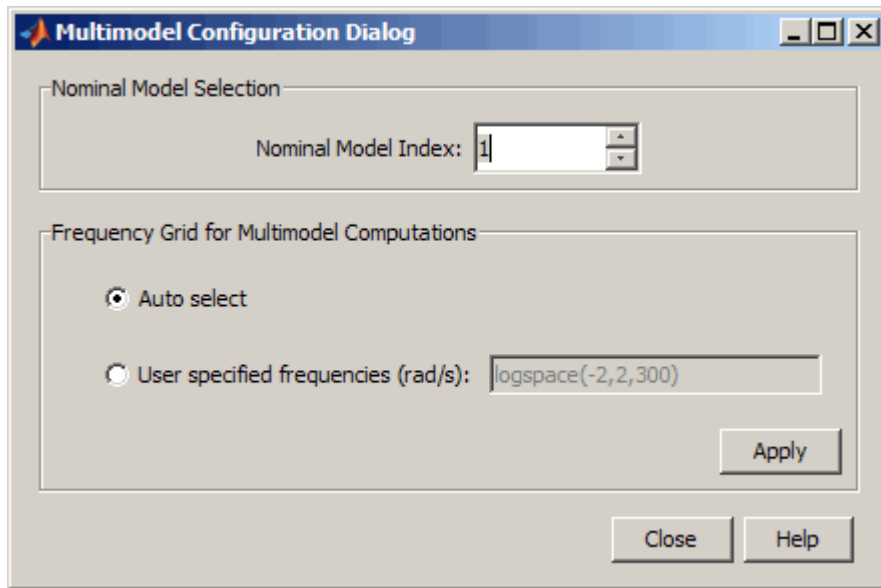 Multimodel Configuration Dialog
Nominal Model Selection
Nominal Model Index: 1
Frequency Grid for Multimodel Computations
Auto select
User specified frequencies (rad/s): logspace(-2,2,300)
Apply
Close Help